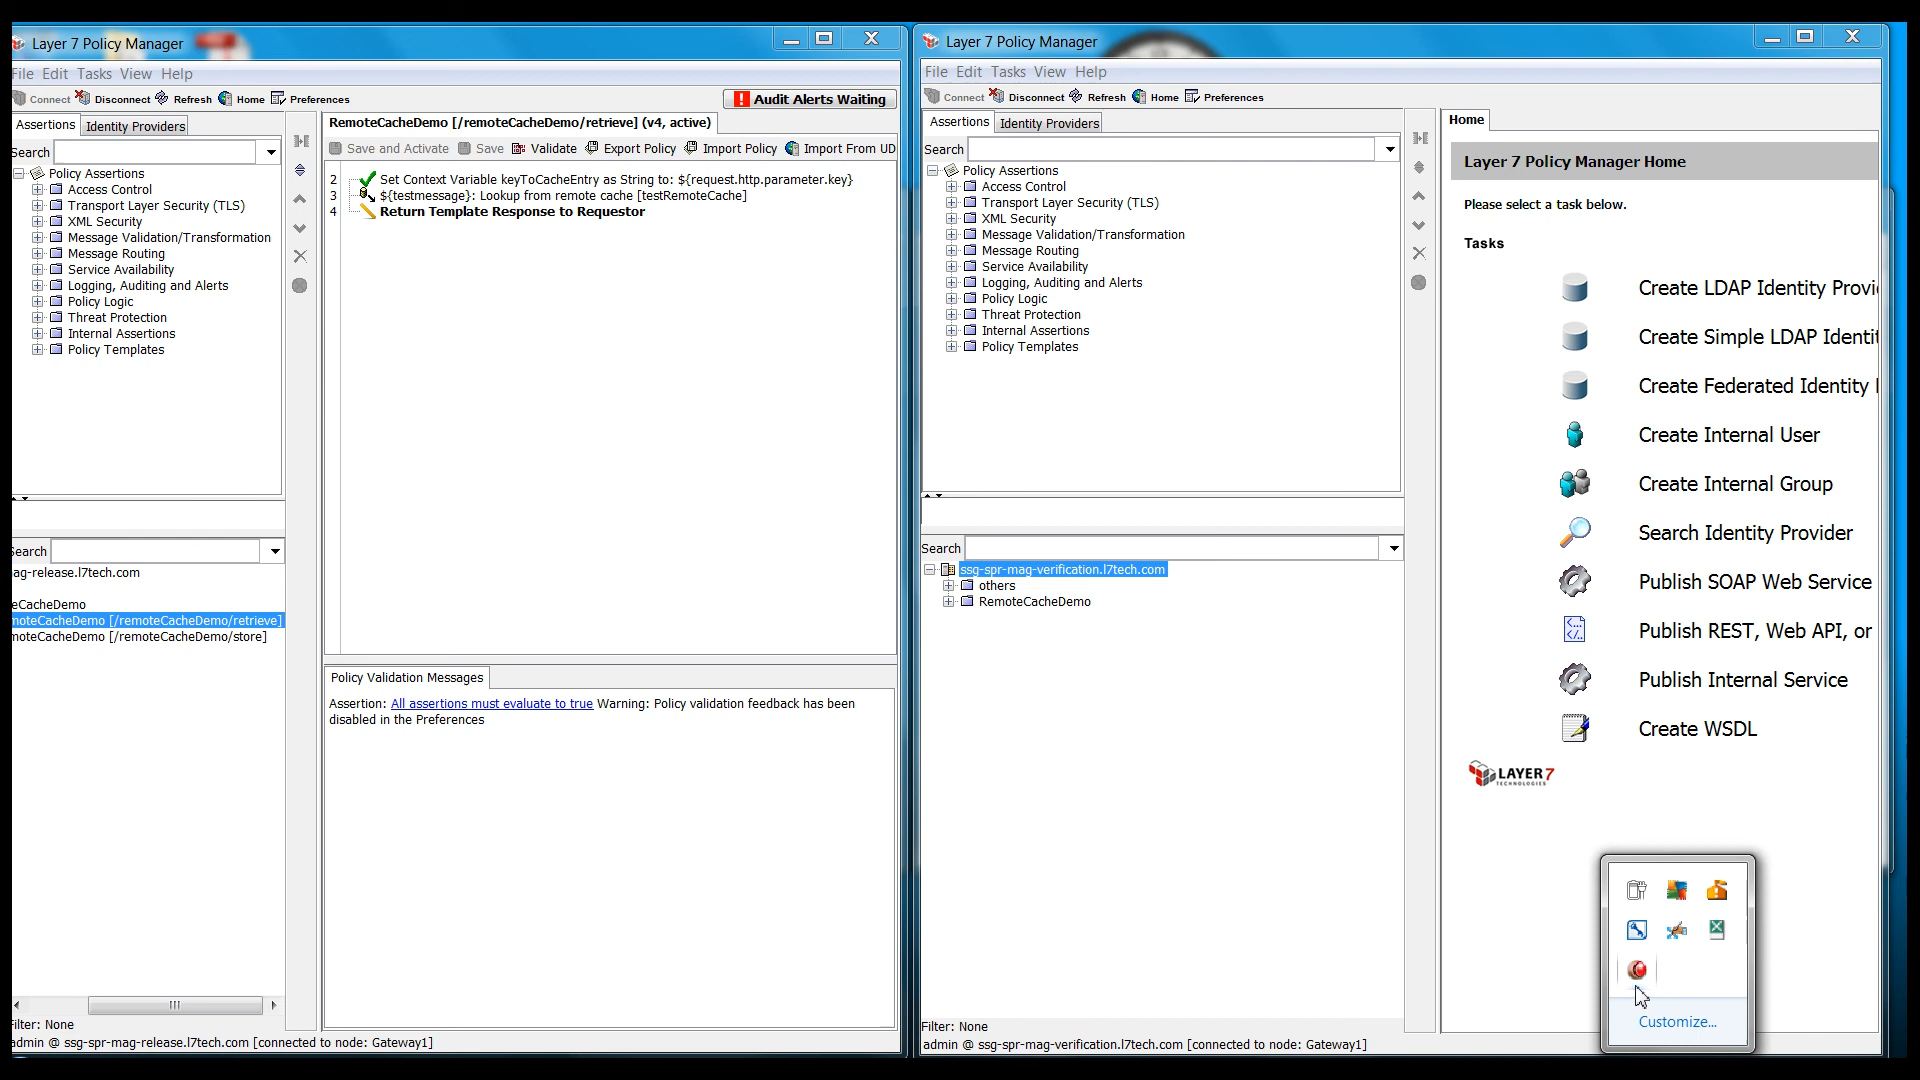 Layer 7 Policy Manager
File Edit Tasks View Help
Connect Disconnect Refresh Home Preferences
Audit Alerts Waiting
Assertions Identity Providers
Search
Policy Assertions
Access Control
Transport Layer Security (TLS)
XML Security
Message Validation/Transformation
Message Routing
Service Availability
Logging, Auditing and Alerts
Policy Logic
Threat Protection
Internal Assertions
Policy Templates
Search
ag-release.l7tech.com
eCacheDemo
moteCacheDemo [/remoteCacheDemo/retrieve]
moteCacheDemo [/remoteCacheDemo/store]
Filter: None
admin @ ssg-spr-mag-release.l7tech.com [connected to node: Gateway1]
RemoteCacheDemo [/remoteCacheDemo/retrieve] (v4, active)
Save and Activate Save Validate Export Policy Import Policy Import From UD
2 Set Context Variable keyToCacheEntry as String to: ${request.http.parameter.key}
3 ${testmessage}: Lookup from remote cache [testRemoteCache]
4 Return Template Response to Requestor
Policy Validation Messages
Assertion: All assertions must evaluate to true Warning: Policy validation feedback has been
disabled in the Preferences
Layer 7 Policy Manager
File Edit Tasks View Help
Connect Disconnect Refresh Home Preferences
Assertions Identity Providers
Search
Policy Assertions
Access Control
Transport Layer Security (TLS)
XML Security
Message Validation/Transformation
Message Routing
Service Availability
Logging, Auditing and Alerts
Policy Logic
Threat Protection
Internal Assertions
Policy Templates
Search
ssg-spr-mag-verification.l7tech.com
others
RemoteCacheDemo
Filter: None
admin @ ssg-spr-mag-verification.l7tech.com [connected to node: Gateway1]
Home
Layer 7 Policy Manager Home
Please select a task below.
Tasks
Create LDAP Identity Provi
Create Simple LDAP Identit
Create Federated Identity
Create Internal User
Create Internal Group
Search Identity Provider
Publish SOAP Web Service
Publish REST, Web API, or
Publish Internal Service
Create WSDL
LAYER 7
TECHNOLOGIES
Customize...